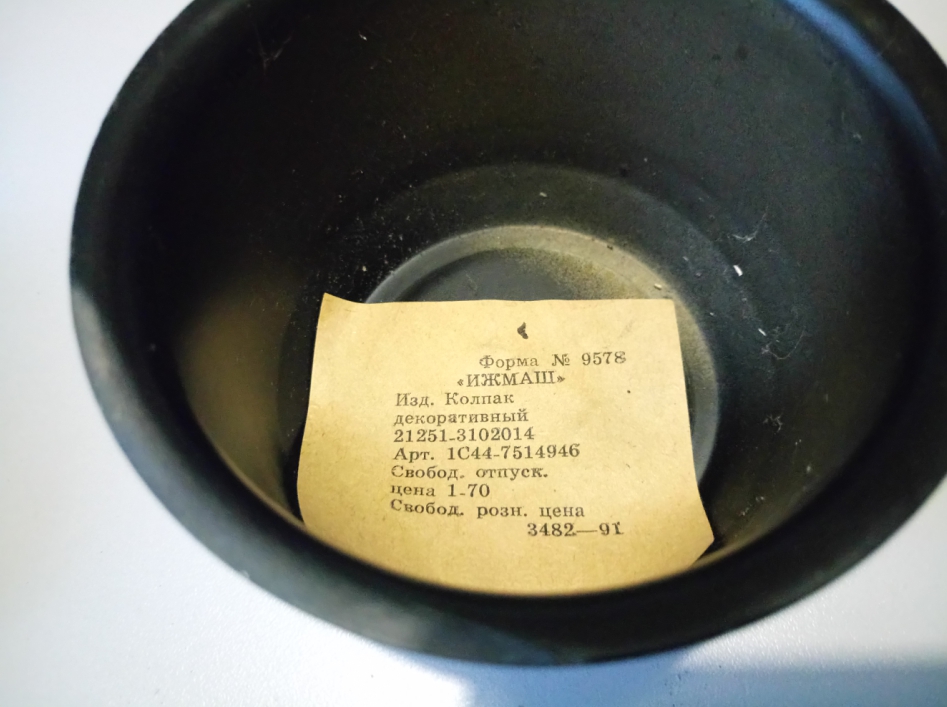 Форма № 9578
«ИЖМАШ»
Изд. Колпак
декоративный
21251-3102014
Арт. 1С44-7514946
Свобод. отпуск.
цена 1-70
Свобод. розн. цена
3482—91